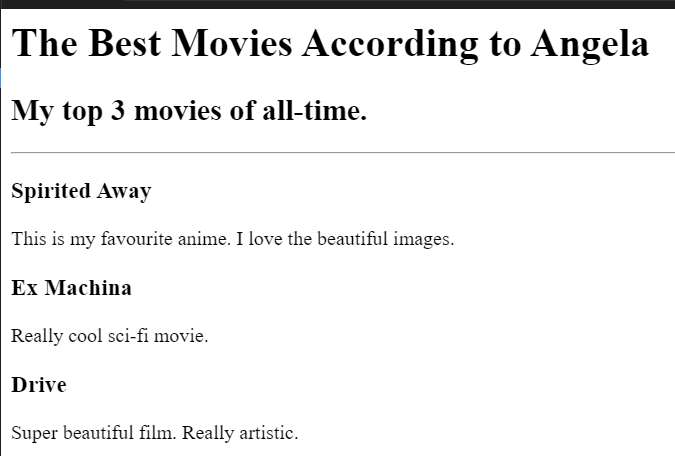 The Best Movies According to Angela
My top 3 movies of all-time.
Spirited Away
This is my favourite anime. I love the beautiful images.
Ex Machina
Really cool sci-fi movie.
Drive
Super beautiful film. Really artistic.